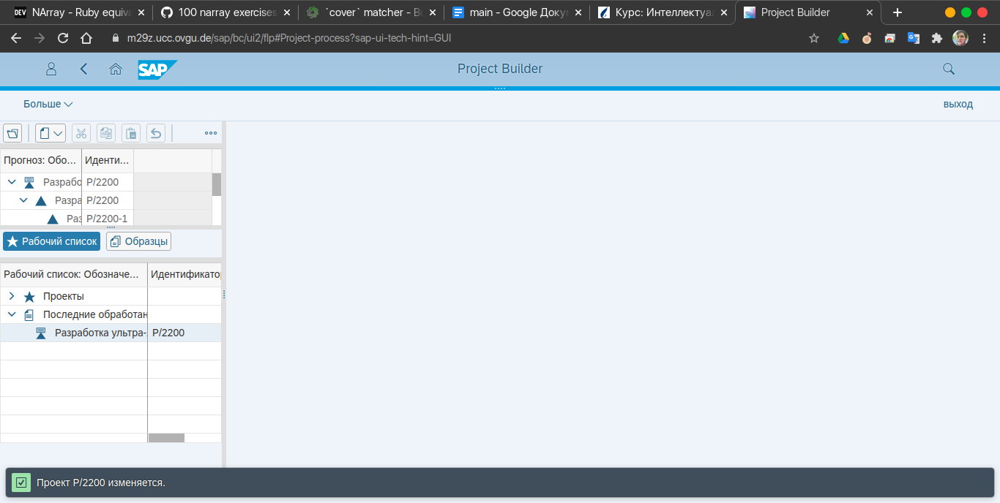 NArray - Ruby equiva
100 narray exercises
`cover` matcher - Bu
main - Google Доку
Курс: Интеллектуа
Project Builder
m29z.ucc.ovgu.de/sap/bc/ui2/flp#Project-process?sap-ui-tech-hint=GUI
SAP
Project Builder
Больше
выход
Прогноз: Обо... Иденти...
Разрабо P/2200
Разра P/2200
Раз P/2200-1
Рабочий список Образцы
Рабочий список: Обозначе... Идентификато
Проекты
Последние обработан
Разработка ультра- P/2200
Проект P/2200 изменяется.